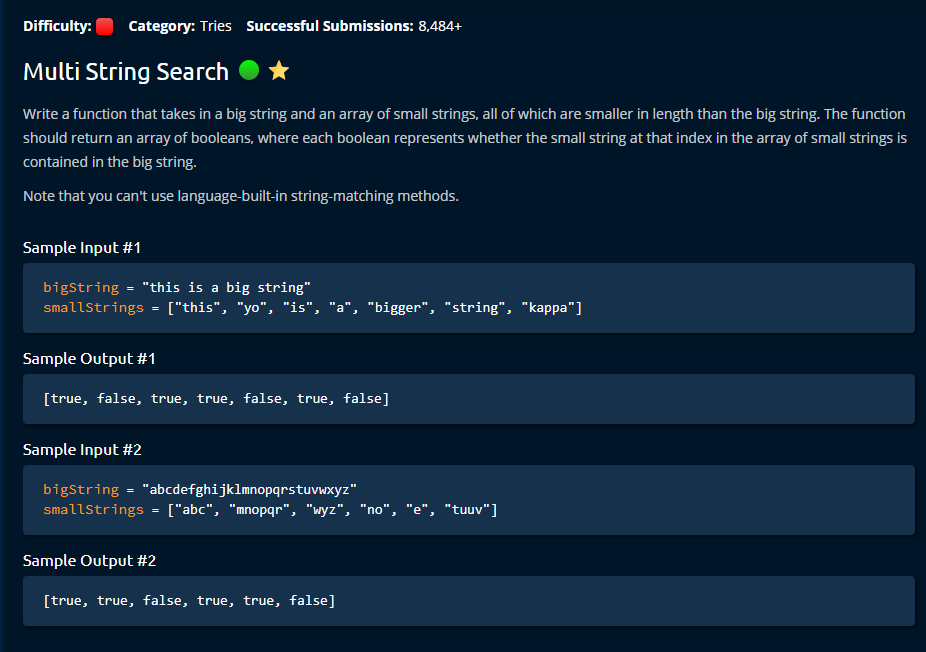 Difficulty: Category: Tries Successful Submissions: 8,484+
Multi String Search
Write a function that takes in a big string and an array of small strings, all of which are smaller in length than the big string. The function
should return an array of booleans, where each boolean represents whether the small string at that index in the array of small strings is
contained in the big string.
Note that you can't use language-built-in string-matching methods.
Sample Input #1
bigString = "this is a big string"
smallStrings = ["this", "yo", "is", "a", "bigger", "string", "kappa"]
Sample Output #1
[true, false, true, true, false, true, false]
Sample Input #2
bigString = "abcdefghijklmnopqrstuvwxyz"
smallStrings = ["abc", "mnopqr", "wyz", "no", "e", "tuuv"]
Sample Output #2
[true, true, false, true, true, false]